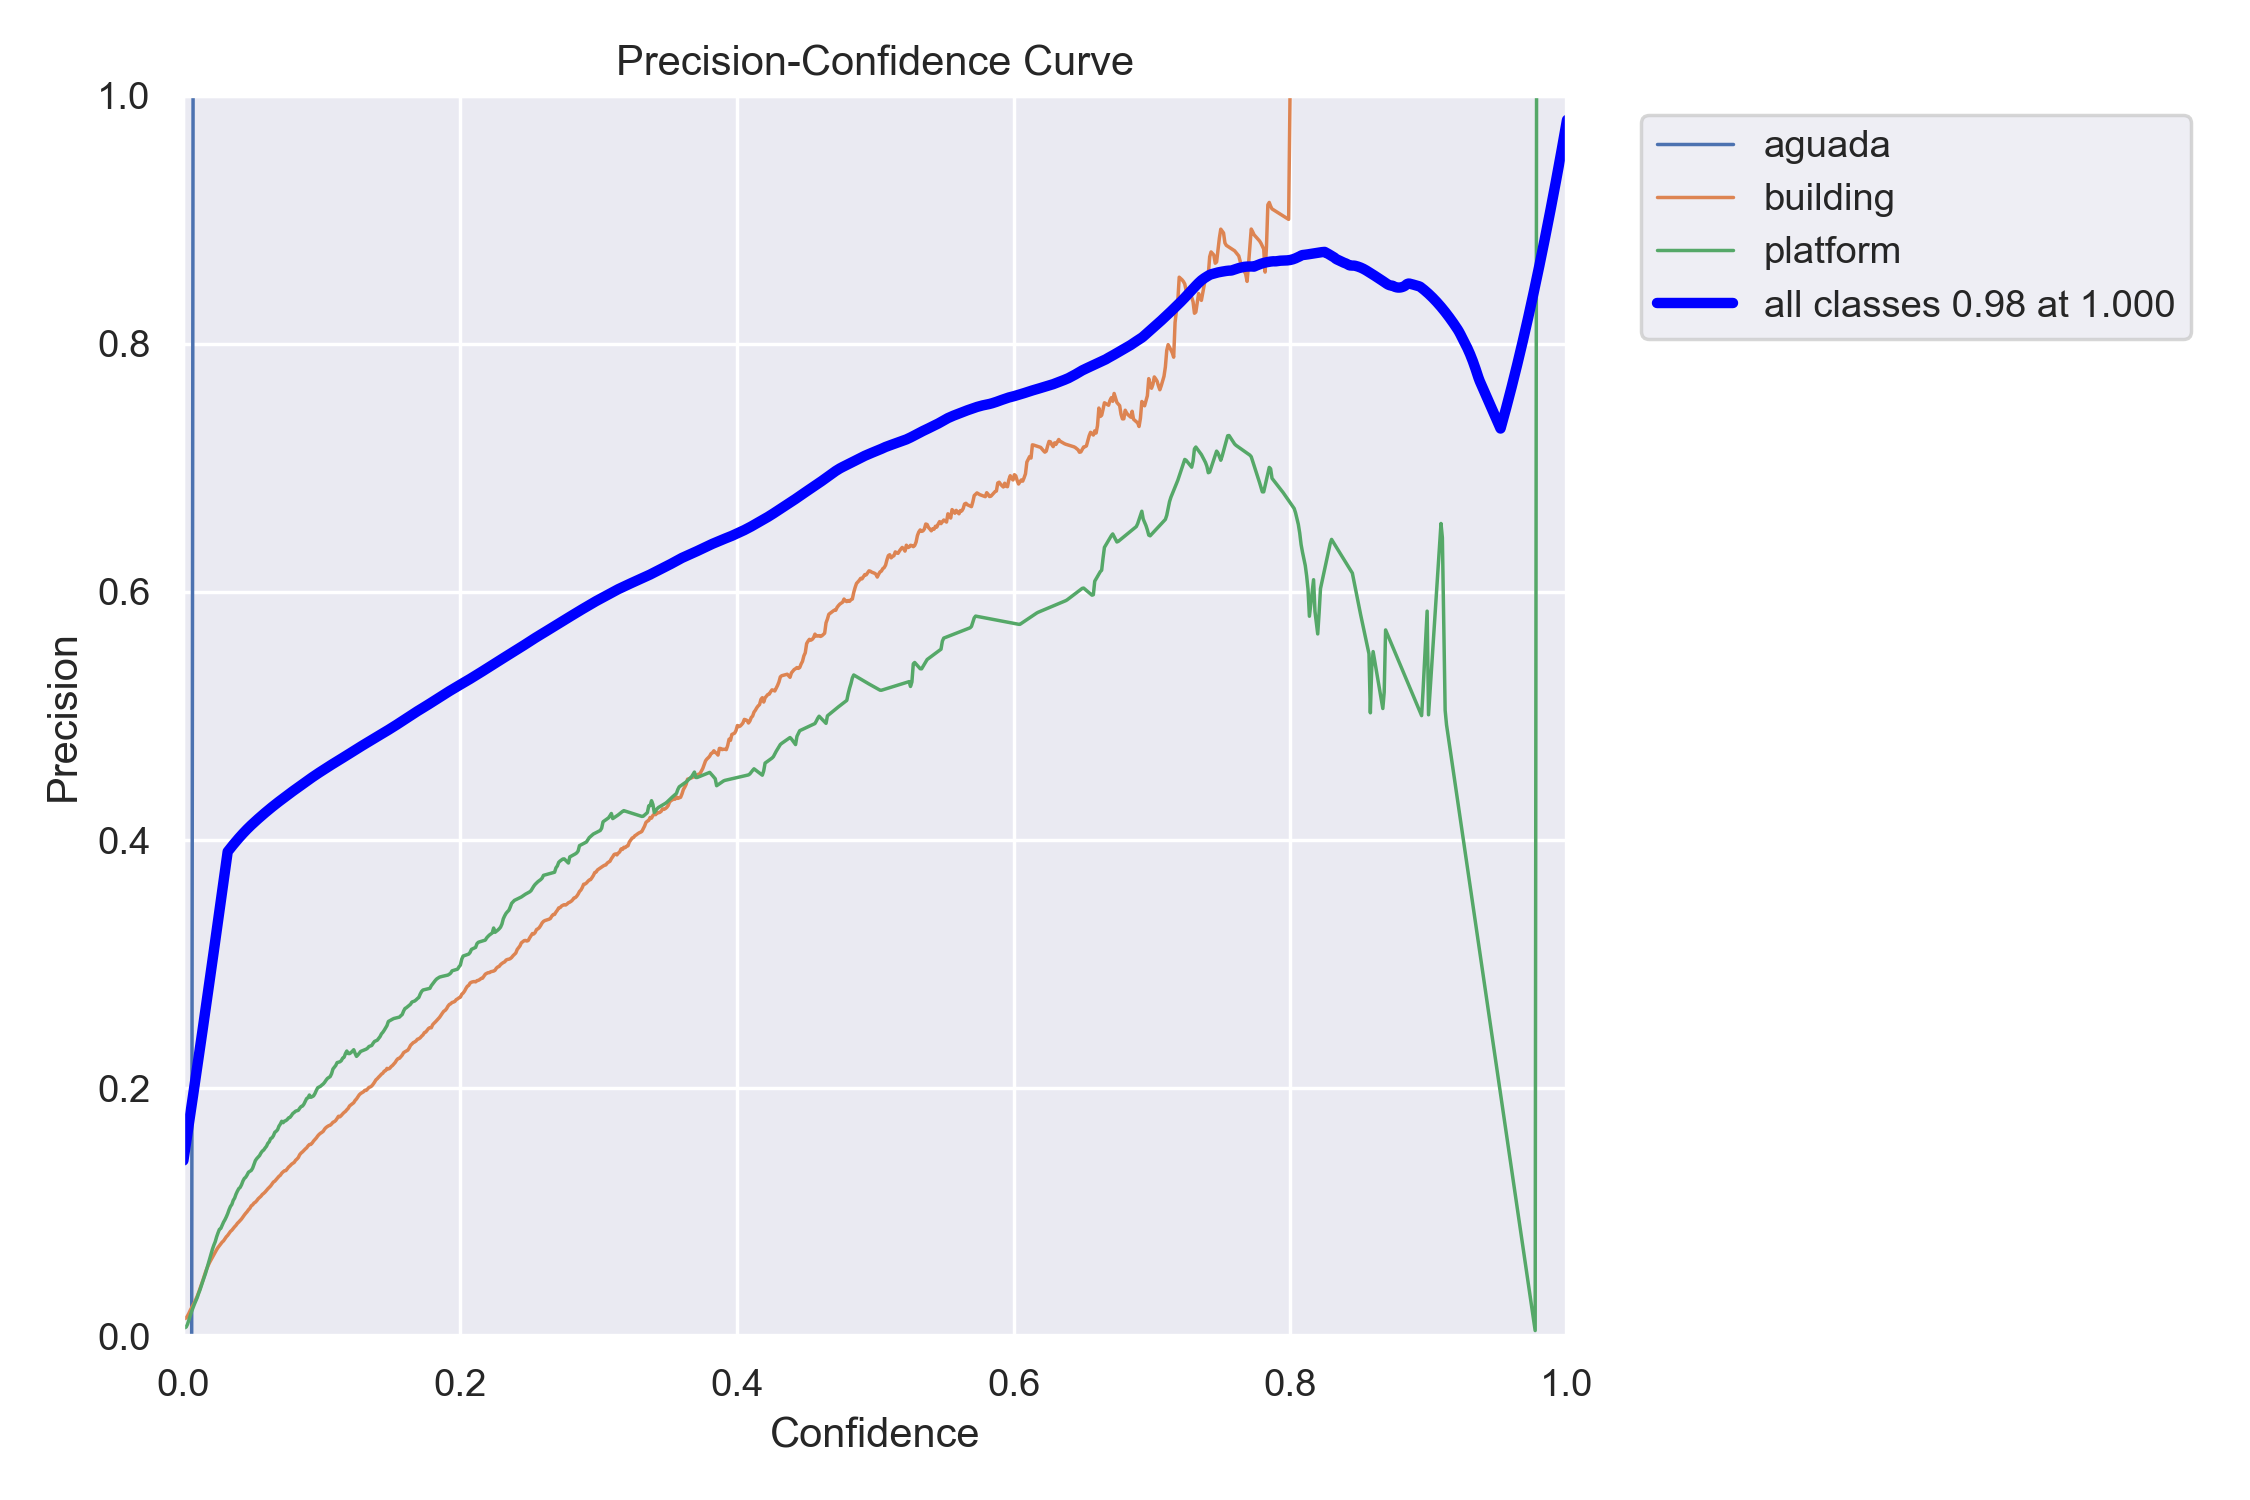 Precision-Confidence Curve
1.0
0.8
0.6
0.4
0.2
0.0
Precision
0.0 0.2 0.4 0.6 0.8 1.0
Confidence
aguada
building
platform
all classes 0.98 at 1.000